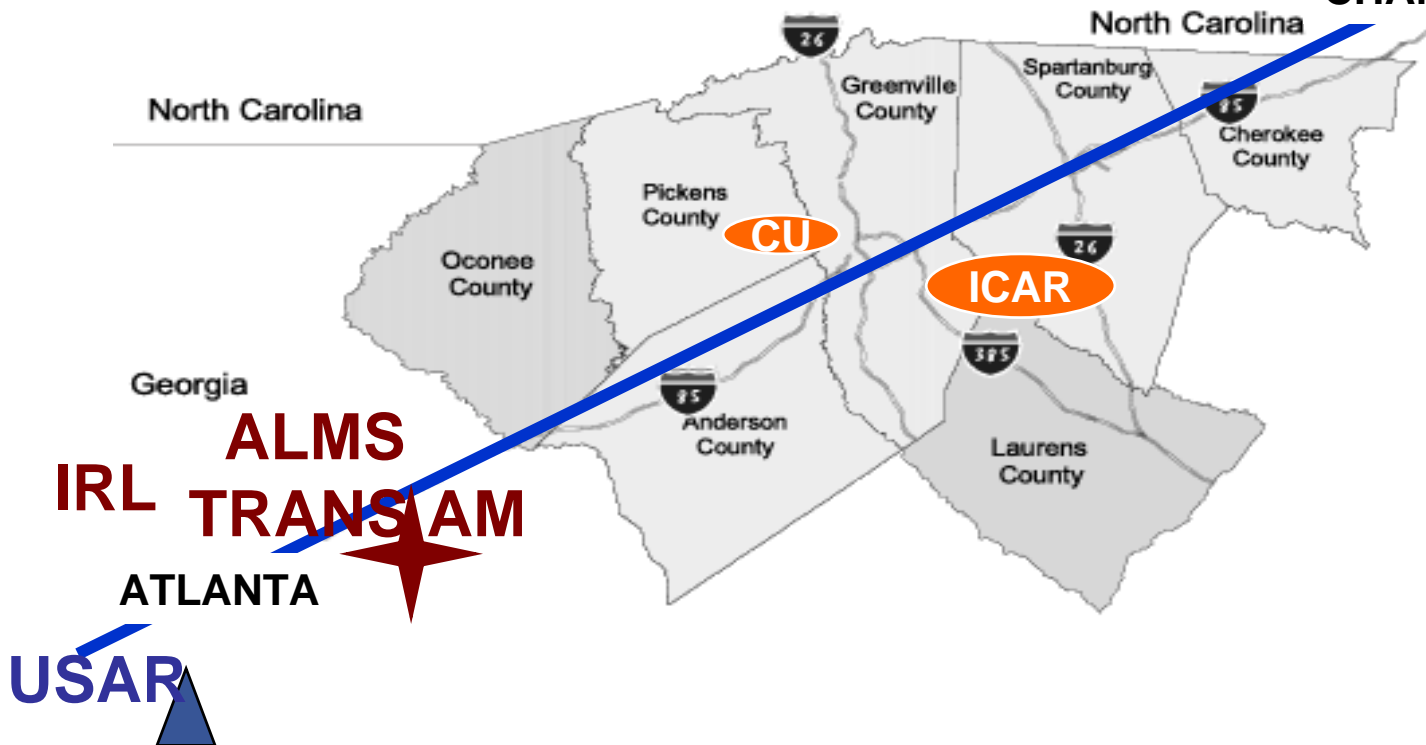 North Carolina
26
North Carolina
Greenville
County
Spartanburg
County
85
Cherokee
County
Pickens
County
CU
Oconee
County
26
ICAR
385
Georgia
85
Anderson
County
Laurens
County
ALMS
IRL
TRANS AM
ATLANTA
USAR